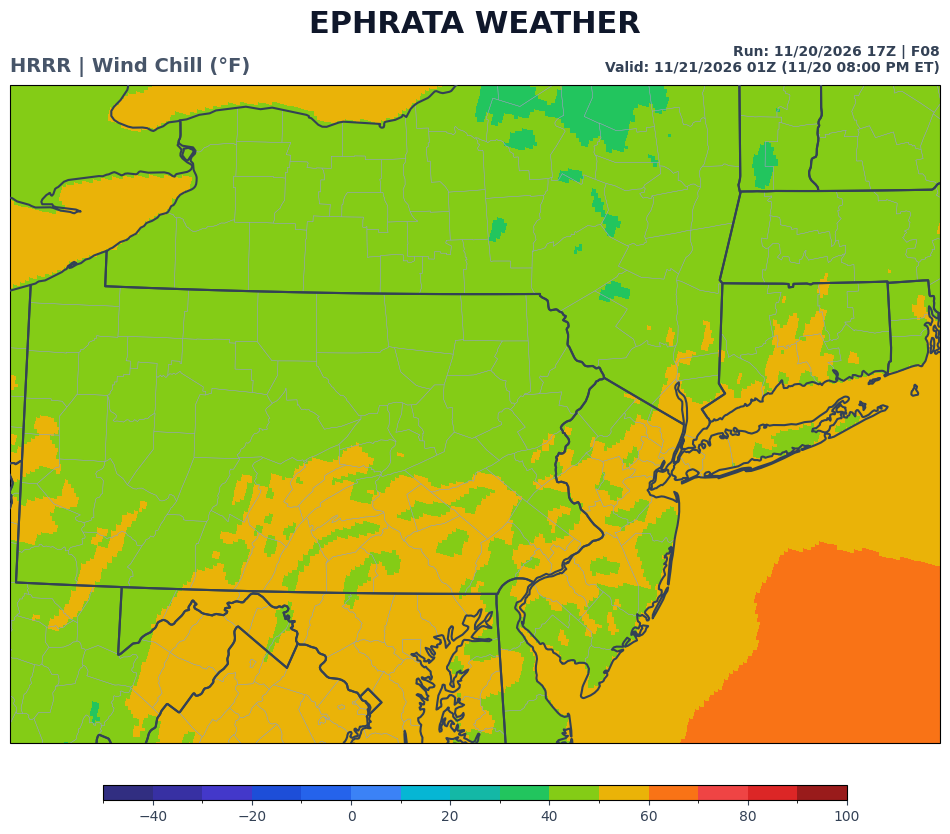 EPHRATA WEATHER
HRRR | Wind Chill (°F)
Run: 11/20/2026 17Z | F08
Valid: 11/21/2026 01Z (11/20 08:00 PM ET)
−40 −20 0 20 40 60 80 100